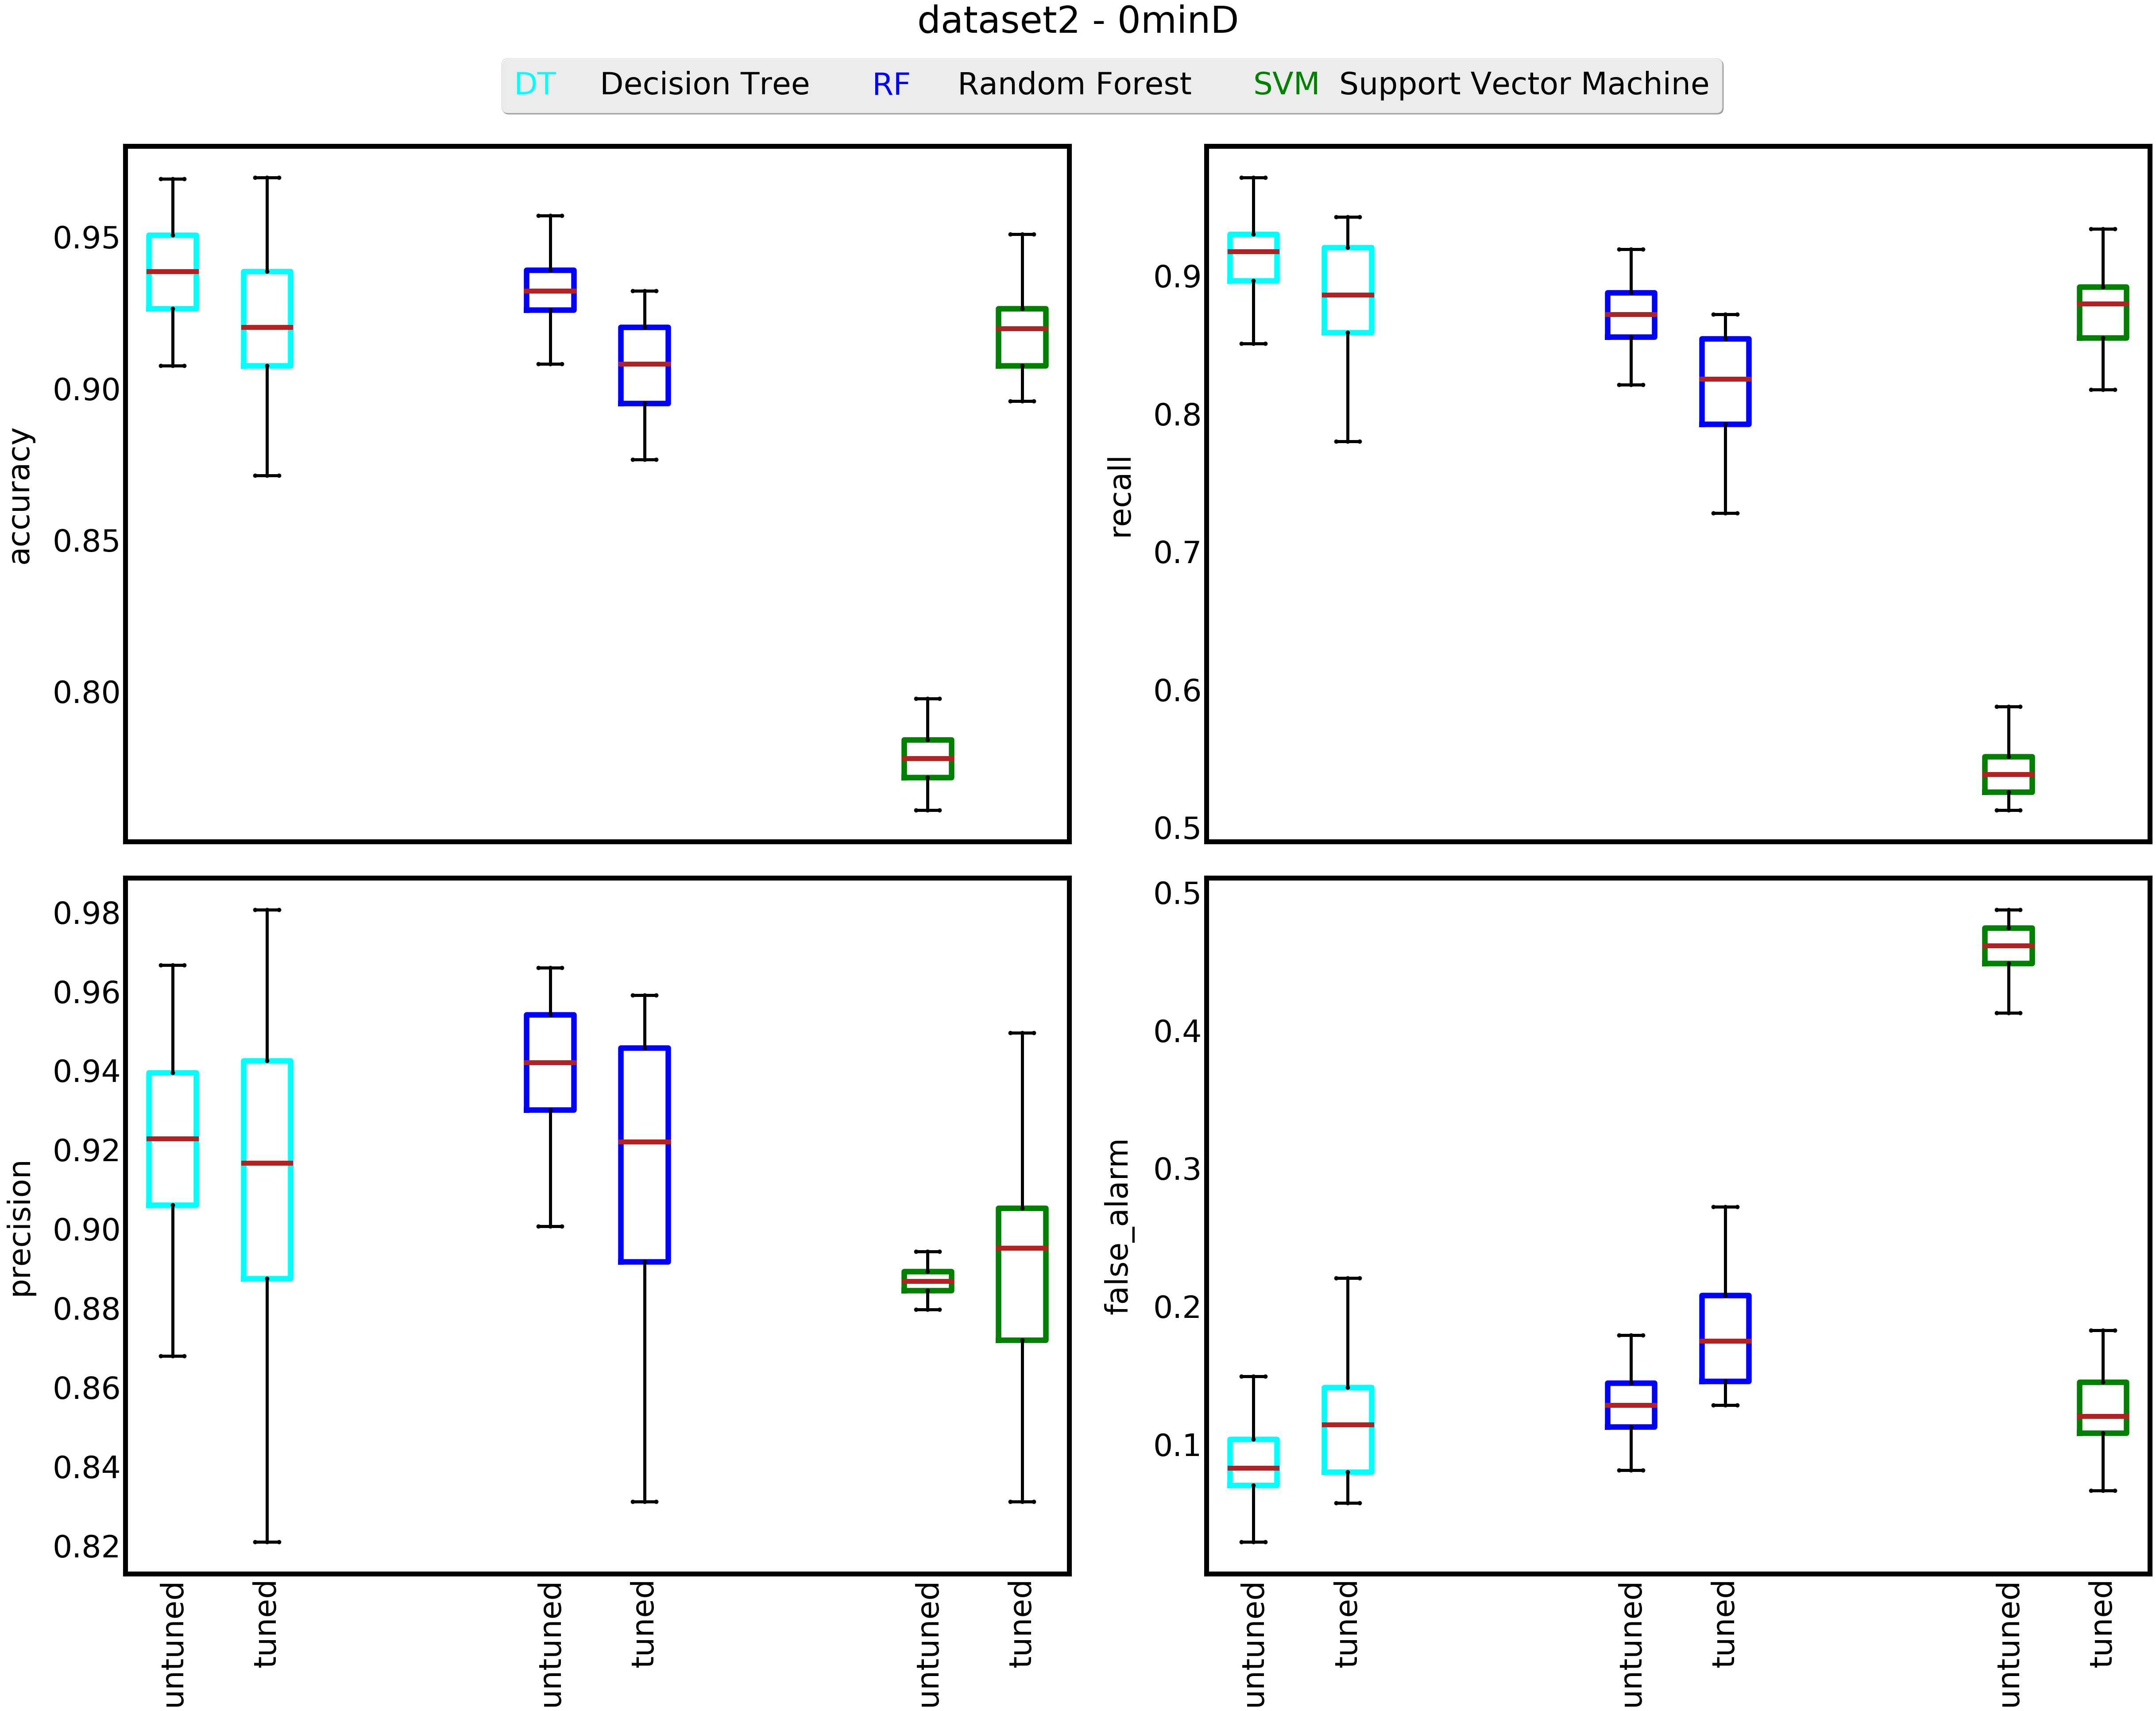 dataset2 - 0minD
DT Decision Tree RF Random Forest SVM Support Vector Machine
accuracy
0.95
0.90
0.85
0.80
recall
0.9
0.8
0.7
0.6
0.5
precision
0.98
0.96
0.94
0.92
0.90
0.88
0.86
0.84
0.82
untuned
tuned
untuned
tuned
untuned
tuned
false_alarm
0.5
0.4
0.3
0.2
0.1
untuned
tuned
untuned
tuned
untuned
tuned